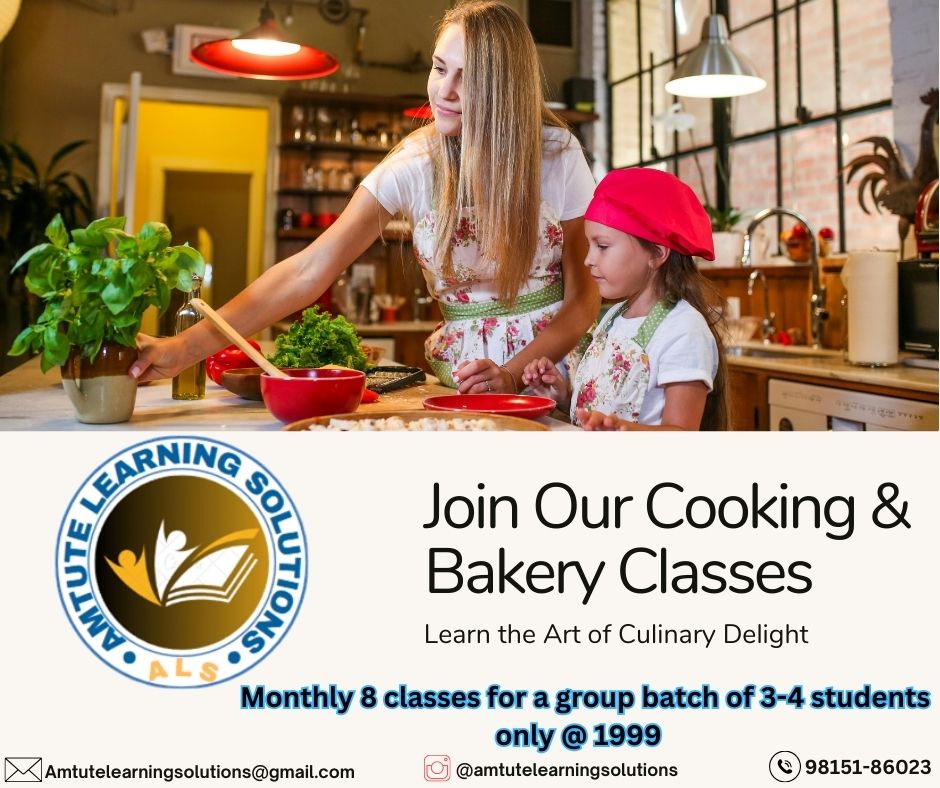 AMTUTE LEARNING SOLUTIONS
ALS
Join Our Cooking &
Bakery Classes
Learn the Art of Culinary Delight
Monthly 8 classes for a group batch of 3-4 students
only @ 1999
Amtutelearningsolutions@gmail.com
@amtutelearningsolutions
98151-86023